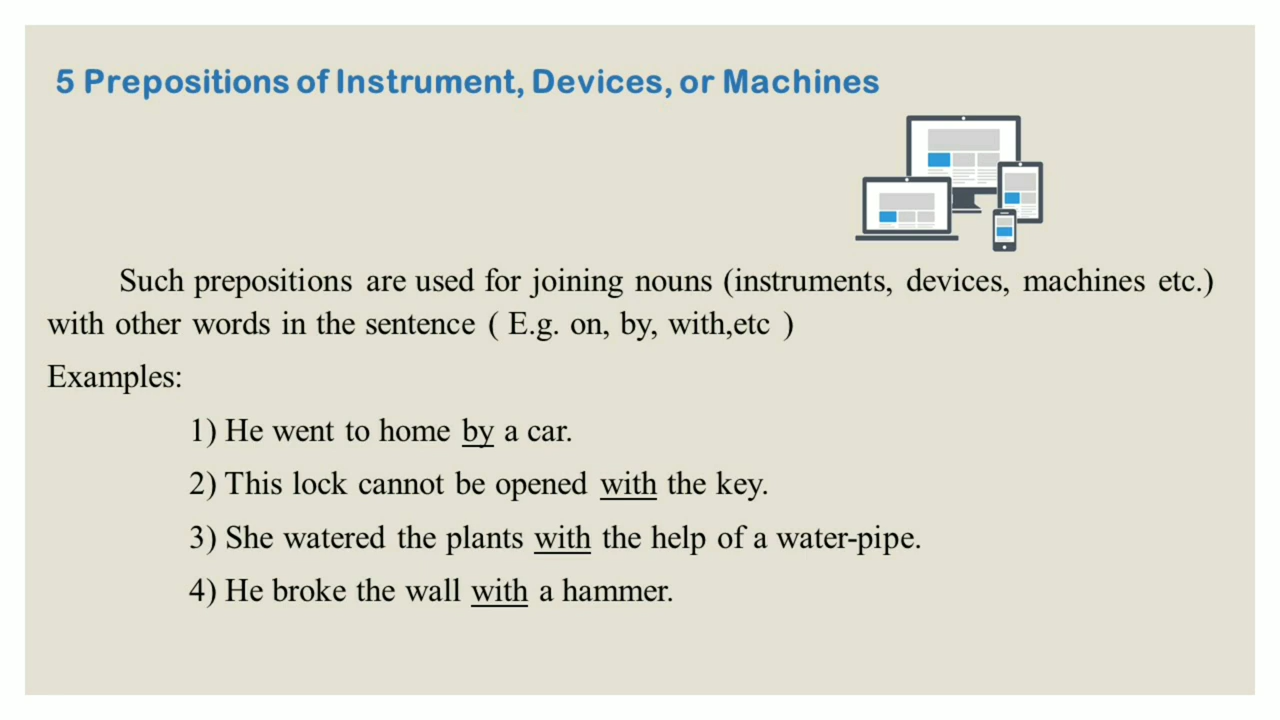 5 Prepositions of Instrument, Devices, or Machines
Such prepositions are used for joining nouns (instruments, devices, machines etc.)
with other words in the sentence ( E.g. on, by, with,etc )
Examples:
1) He went to home by a car.
2) This lock cannot be opened with the key.
3) She watered the plants with the help of a water-pipe.
4) He broke the wall with a hammer.